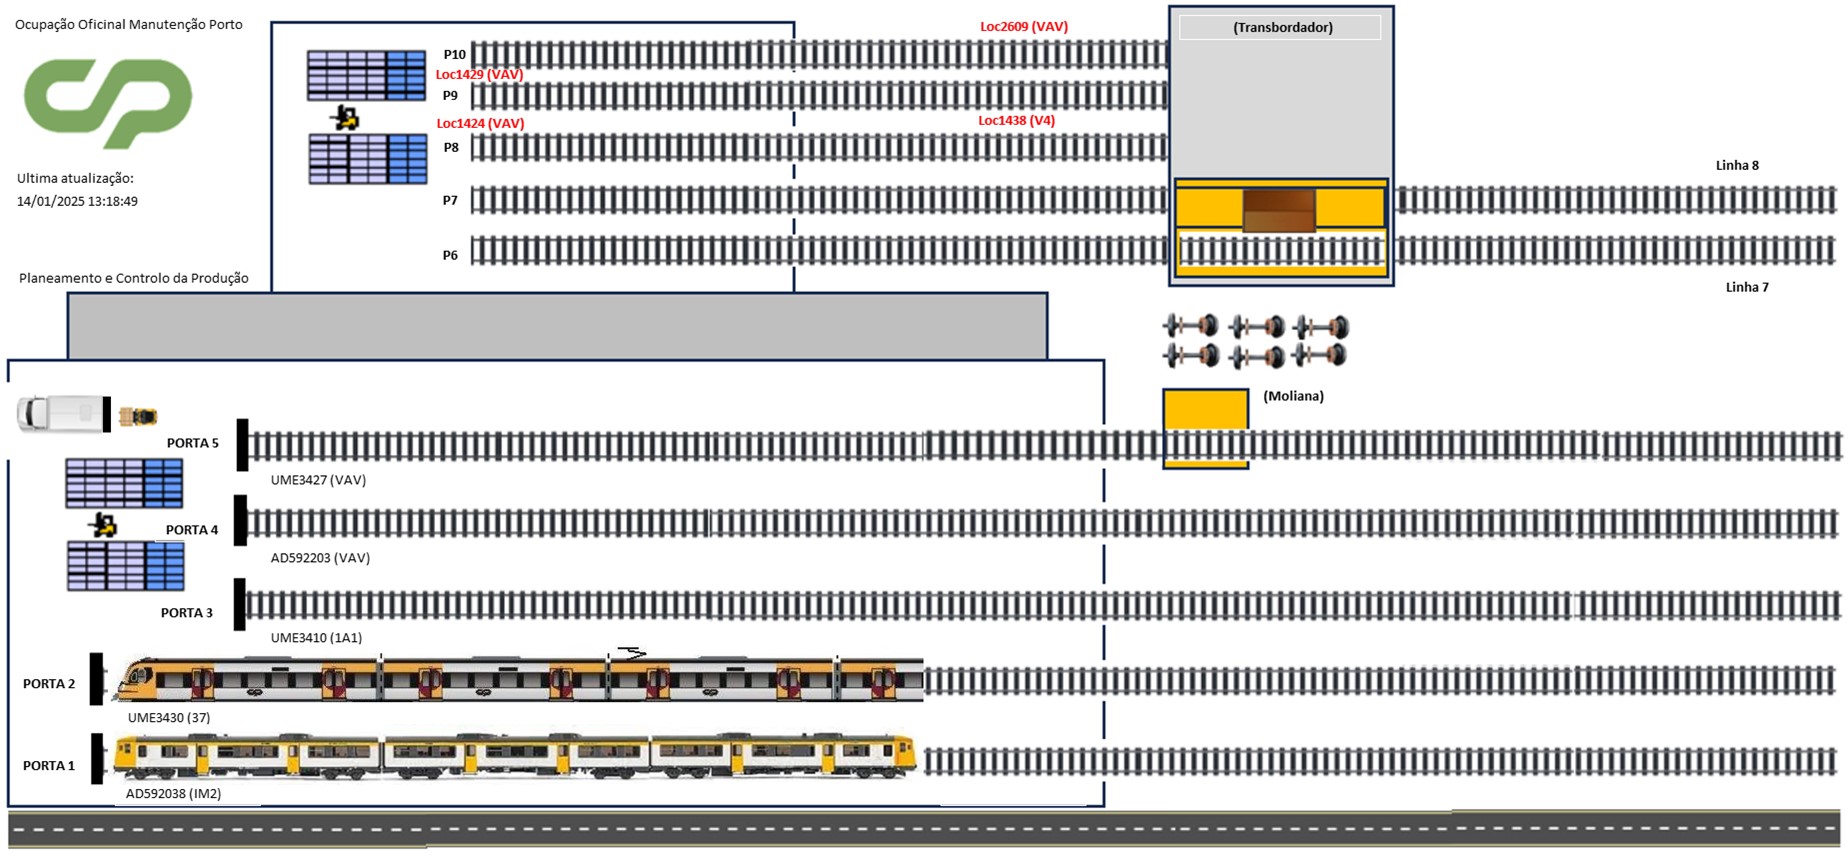 Ocupação Oficinal Manutenção Porto
Loc2609 (VAV)
(Transbordador)
P10
Loc1429 (VAV)
P9
Loc1424 (VAV)
Loc1438 (V4)
P8
Ultima atualização:
14/01/2025 13:18:49
Linha 8
P7
P6
Planeamento e Controlo da Produção
Linha 7
(Moliana)
PORTA 5
UME3427 (VAV)
PORTA 4
AD592203 (VAV)
PORTA 3
UME3410 (1A1)
PORTA 2
UME3430 (37)
PORTA 1
AD592038 (IM2)